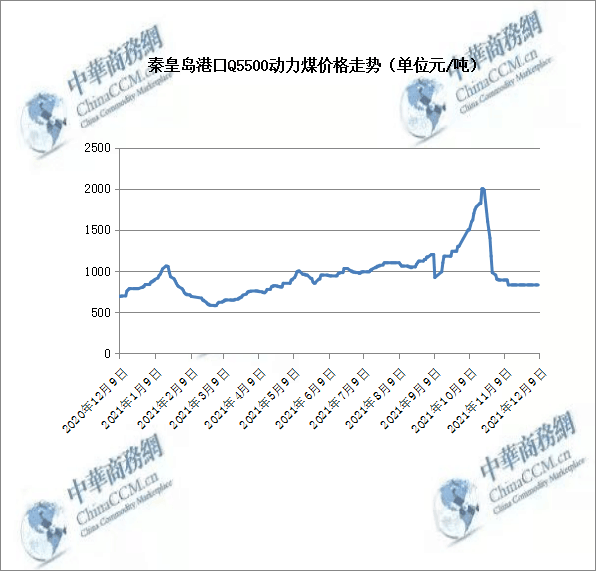 中華商務網
ChinaCCM.cn
China Commodity Marketplace
中華商務網
ChinaCCM.cn
China Commodity Marketplace
秦皇岛港口Q5500动力煤价格走势（单位元/吨）
2500
2000
1500
1000
500
0
2020年12月9日
2021年1月9日
2021年2月9日
2021年3月9日
2021年4月9日
2021年5月9日
2021年6月9日
2021年7月9日
2021年8月9日
2021年9月9日
2021年10月9日
2021年11月9日
2021年12月9日
中華商務網
ChinaCCM.cn
China Commodity Marketplace
中華商務網
ChinaCCM.cn
China Commodity Marketplace